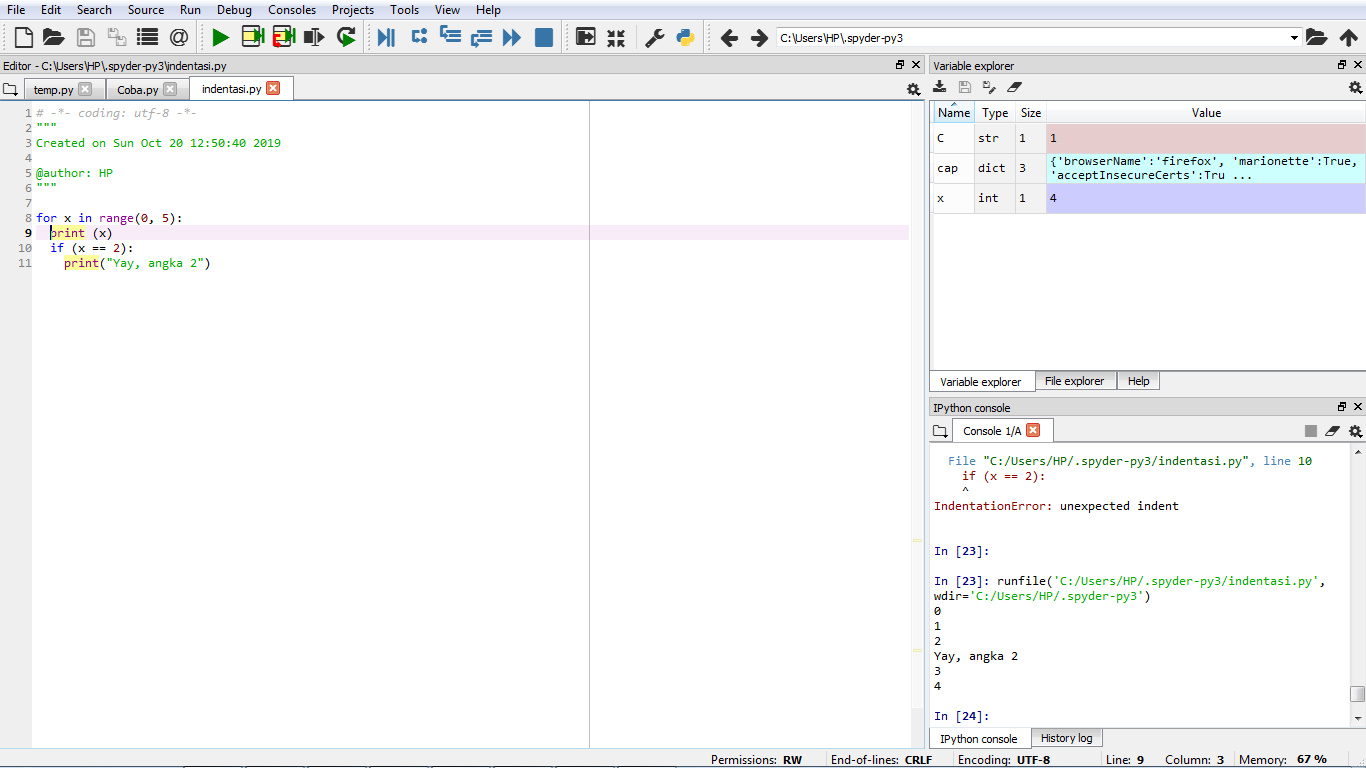 File Edit Search Source Run Debug Consoles Projects Tools View Help
C:\Users\HP\.spyder-py3
Editor - C:\Users\HP\.spyder-py3\indentasi.py
temp.py Coba.py indentasi.py
1 # -*- coding: utf-8 -*-
2 """
3 Created on Sun Oct 20 12:50:40 2019
4
5 @author: HP
6 """
7
8 for x in range(0, 5):
9   print (x)
10   if (x == 2):
11     print("Yay, angka 2")
Variable explorer
Name Type Size Value
C str 1 1
cap dict 3 {'browserName':'firefox', 'marionette':True,
'acceptInsecureCerts':Tru ...
x int 1 4
Variable explorer File explorer Help
IPython console
Console 1/A
  File "C:/Users/HP/.spyder-py3/indentasi.py", line 10
    if (x == 2):
    ^
IndentationError: unexpected indent
In [23]:
In [23]: runfile('C:/Users/HP/.spyder-py3/indentasi.py',
wdir='C:/Users/HP/.spyder-py3')
0
1
2
Yay, angka 2
3
4
In [24]:
IPython console History log
Permissions: RW End-of-lines: CRLF Encoding: UTF-8 Line: 9 Column: 3 Memory: 67 %